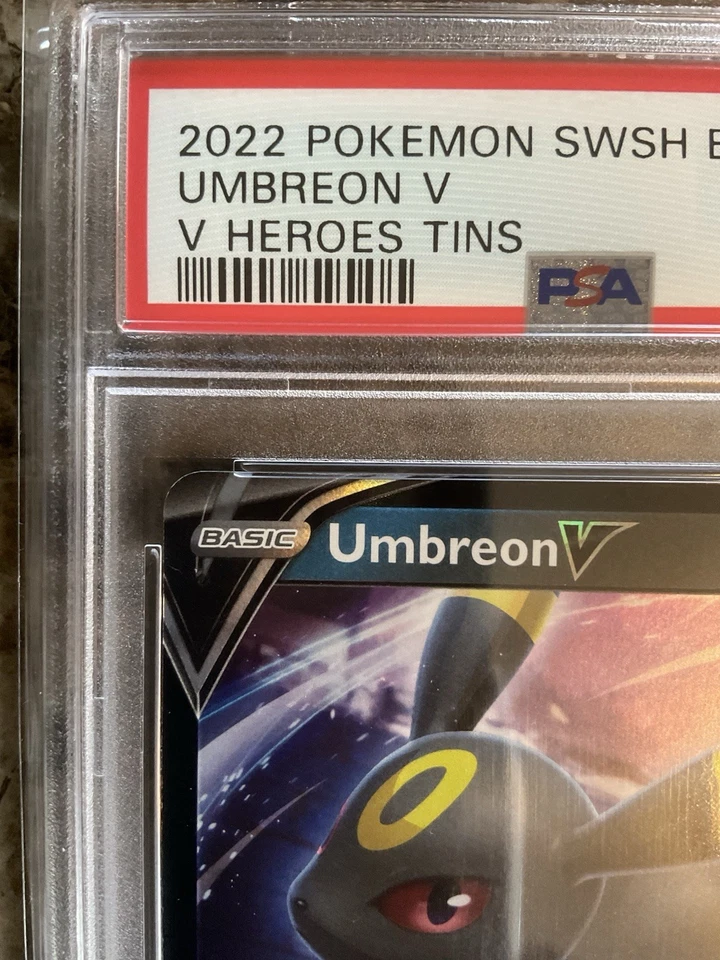 2022 POKEMON SWSH
UMBREON V
V HEROES TINS
PSA
BASIC
Umbreon V